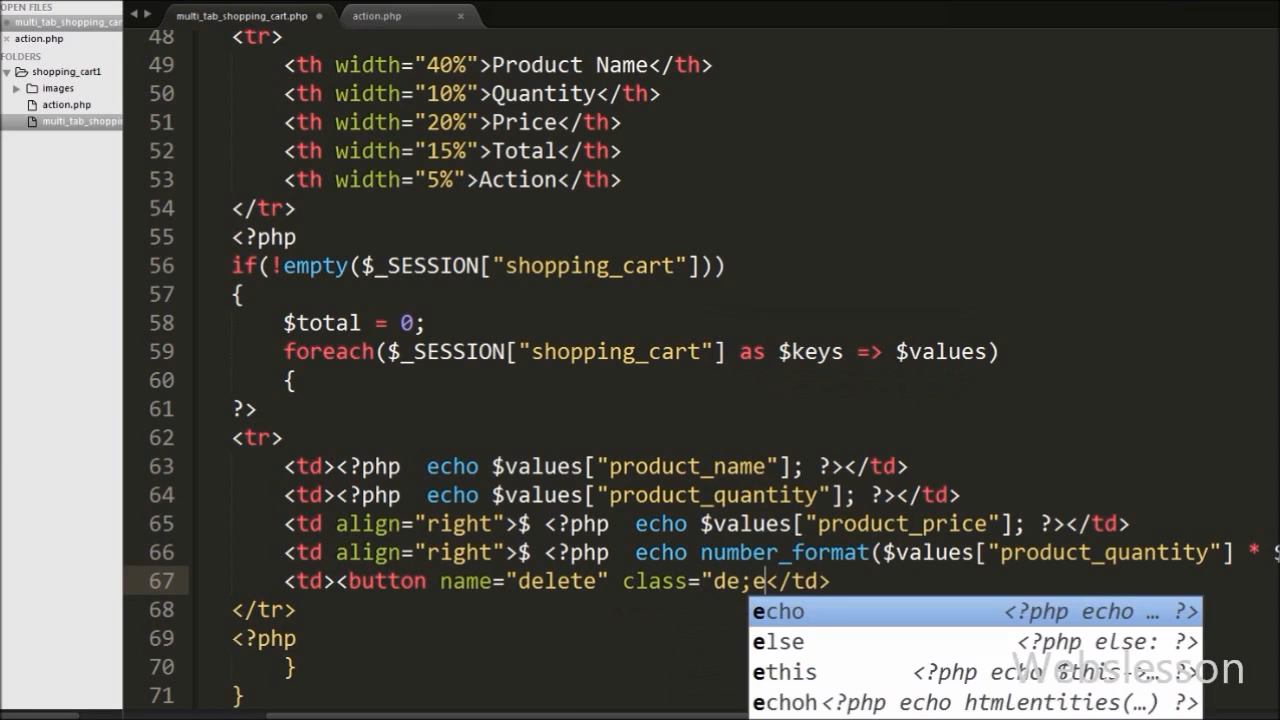 OPEN FILES
multi_tab_shopping_car
action.php
FOLDERS
shopping_cart1
images
action.php
multi_tab_shoppi
multi_tab_shopping_cart.php
action.php
48 <tr>
49 <th width="40%">Product Name</th>
50 <th width="10%">Quantity</th>
51 <th width="20%">Price</th>
52 <th width="15%">Total</th>
53 <th width="5%">Action</th>
54 </tr>
55 <?php
56 if(!empty($_SESSION["shopping_cart"]))
57 {
58 $total = 0;
59 foreach($_SESSION["shopping_cart"] as $keys => $values)
60 {
61 ?>
62 <tr>
63 <td><?php  echo $values["product_name"]; ?></td>
64 <td><?php  echo $values["product_quantity"]; ?></td>
65 <td align="right">$ <?php  echo $values["product_price"]; ?></td>
66 <td align="right">$ <?php  echo number_format($values["product_quantity"] * $
67 <td><button name="delete" class="de;e</td>
68 </tr>
69 <?php
70 }
71 }
echo <?php echo … ?>
else <?php else: ?>
ethis <?php echo $this->… ?>
echoh <?php echo htmlentities(…) ?>
Webslesson